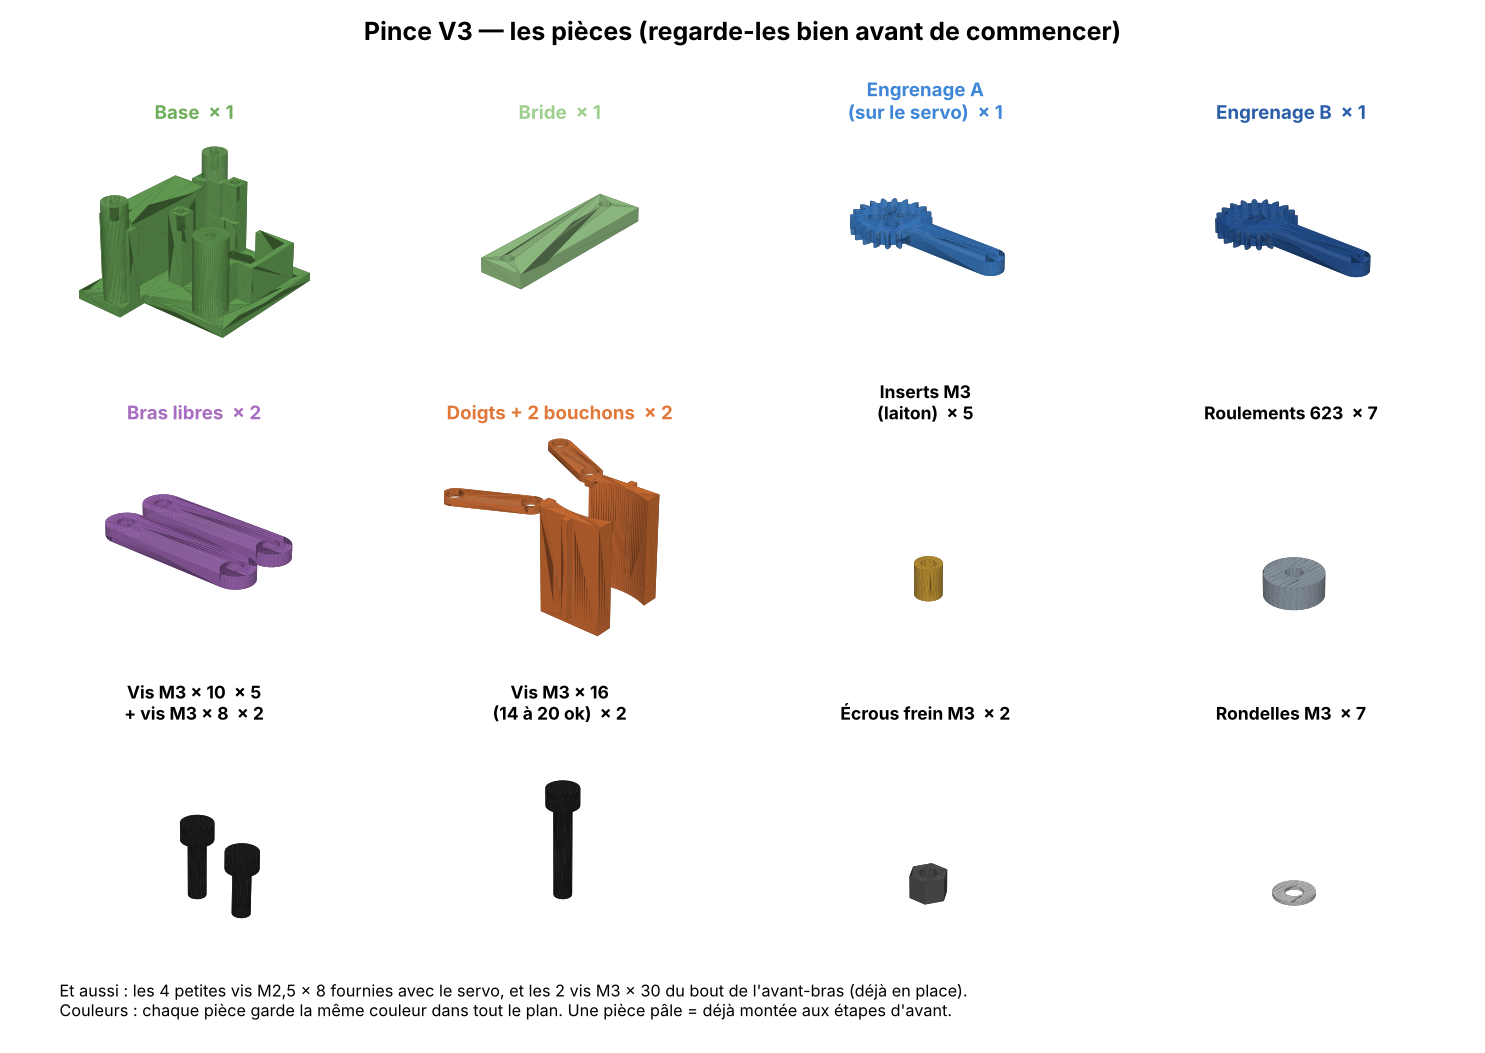 Pince V3 — les pièces (regarde-les bien avant de commencer)
Base × 1
Bride × 1
Engrenage A
(sur le servo) × 1
Engrenage B × 1
Bras libres × 2
Doigts + 2 bouchons × 2
Inserts M3
(laiton) × 5
Roulements 623 × 7
Vis M3 × 10 × 5
+ vis M3 × 8 × 2
Vis M3 × 16
(14 à 20 ok) × 2
Écrous frein M3 × 2
Rondelles M3 × 7
Et aussi : les 4 petites vis M2,5 × 8 fournies avec le servo, et les 2 vis M3 × 30 du bout de l'avant-bras (déjà en place).
Couleurs : chaque pièce garde la même couleur dans tout le plan. Une pièce pâle = déjà montée aux étapes d'avant.